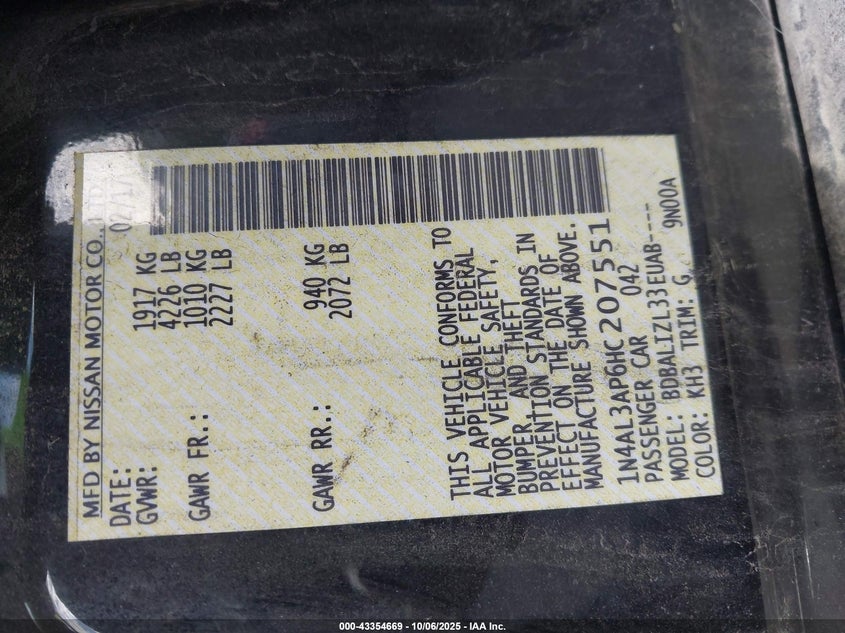 MFD BY NISSAN MOTOR CO., LTD.
DATE: 02/17
GVWR: 1917 KG
4226 LB
GAWR FR.: 1010 KG
2227 LB
GAWR RR.: 940 KG
2072 LB
THIS VEHICLE CONFORMS TO
ALL APPLICABLE FEDERAL
MOTOR VEHICLE SAFETY,
BUMPER, AND THEFT
PREVENTION STANDARDS IN
EFFECT ON THE DATE OF
MANUFACTURE SHOWN ABOVE.
1N4AL3AP6HC207551
PASSENGER CAR 042
MODEL: BDBALIZL33EUAB----
COLOR: KH3 TRIM: G 9N00A
000-43354669 - 10/06/2025 - IAA Inc.